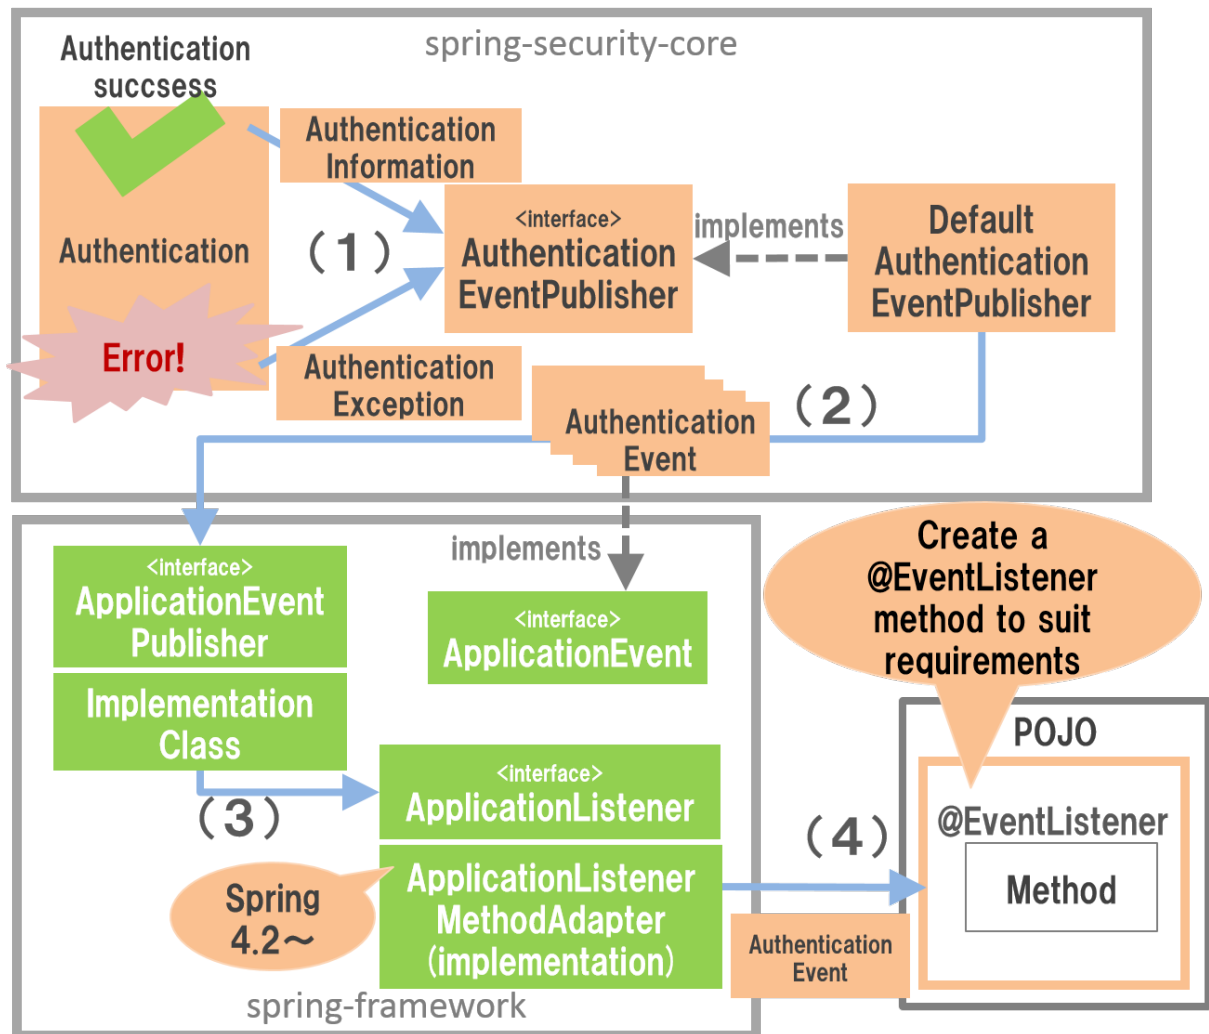 spring-security-core
Authentication
succsess
Authentication
Information
Authentication
(1)
<interface>
Authentication
EventPublisher
implements
Default
Authentication
EventPublisher
Error!
Authentication
Exception
Authentication
Event
(2)
implements
<interface>
ApplicationEvent
Publisher
Implementation
Class
<interface>
ApplicationEvent
Create a
@EventListener
method to suit
requirements
(3)
<interface>
ApplicationListener
Spring
4.2～
ApplicationListener
MethodAdapter
(implementation)
(4)
Authentication
Event
POJO
@EventListener
Method
spring-framework